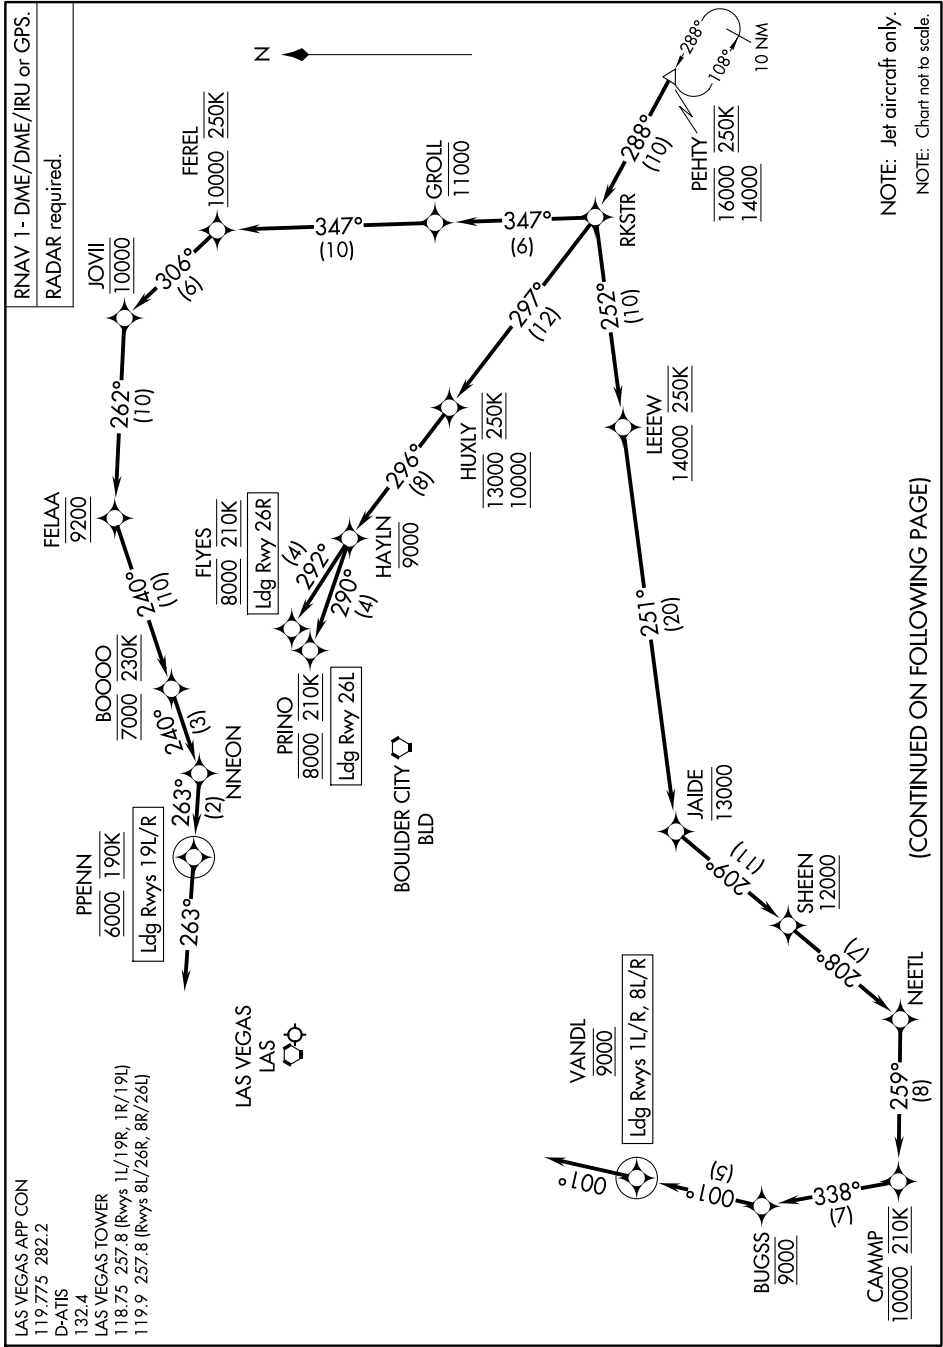 RNAV 1- DME/DME/IRU or GPS.
RADAR required.
LAS VEGAS APP CON
119.775 282.2
D-ATIS
132.4
LAS VEGAS TOWER
118.75 257.8 (Rwys 1L/19R, 1R/19L)
119.9 257.8 (Rwys 8L/26R, 8R/26L)
N
PPENN
6000 190K
Ldg Rwys 19L/R
263°
263°
(2)
NNEON
240°
(3)
BOOOO
7000 230K
240°
(10)
FELAA
9200
262°
(10)
JOVII
10000
306°
(6)
FEREL
10000 250K
347°
(10)
GROLL
11000
347°
(6)
RKSTR
288°
(10)
PEHTY
16000 250K
14000
288°
108°
10 NM
297°
(12)
HUXLY
13000 250K
10000
296°
(8)
HAYLN
9000
292°
(4)
FLYES
8000 210K
Ldg Rwy 26R
290°
(4)
PRINO
8000 210K
Ldg Rwy 26L
BOULDER CITY
BLD
LAS VEGAS
LAS
252°
(10)
LEEEW
14000 250K
251°
(20)
JAIDE
13000
209°
(11)
SHEEN
12000
208°
(7)
NEETL
259°
(8)
CAMMP
10000 210K
338°
(7)
BUGSS
9000
001°
(5)
VANDL
9000
Ldg Rwys 1L/R, 8L/R
001°
NOTE: Jet aircraft only.
NOTE: Chart not to scale.
(CONTINUED ON FOLLOWING PAGE)